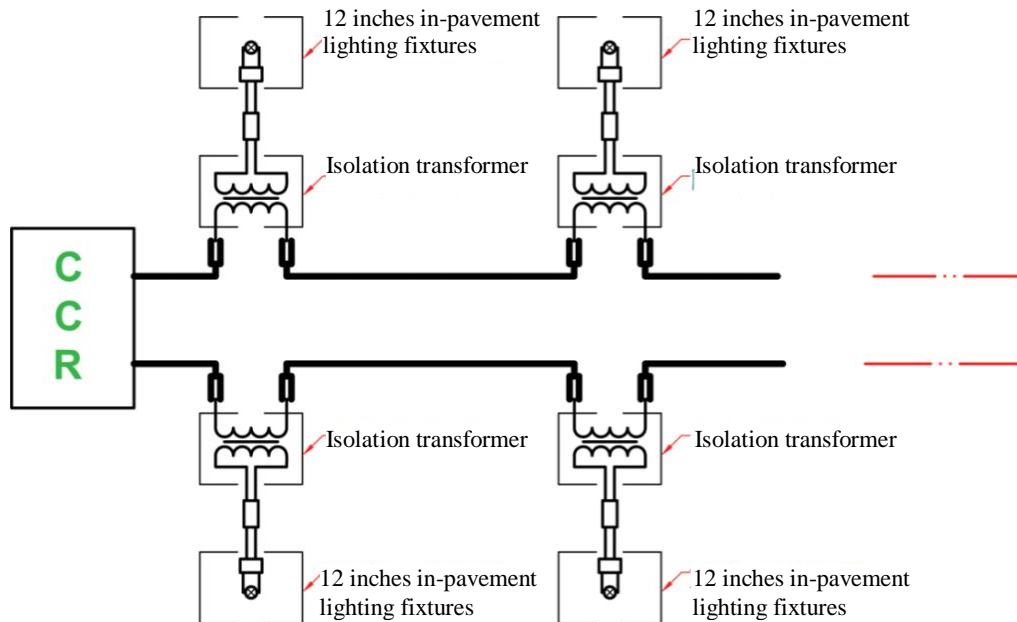 12 inches in-pavement
lighting fixtures
12 inches in-pavement
lighting fixtures
Isolation transformer
Isolation transformer
C
C
R
Isolation transformer
Isolation transformer
12 inches in-pavement
lighting fixtures
12 inches in-pavement
lighting fixtures